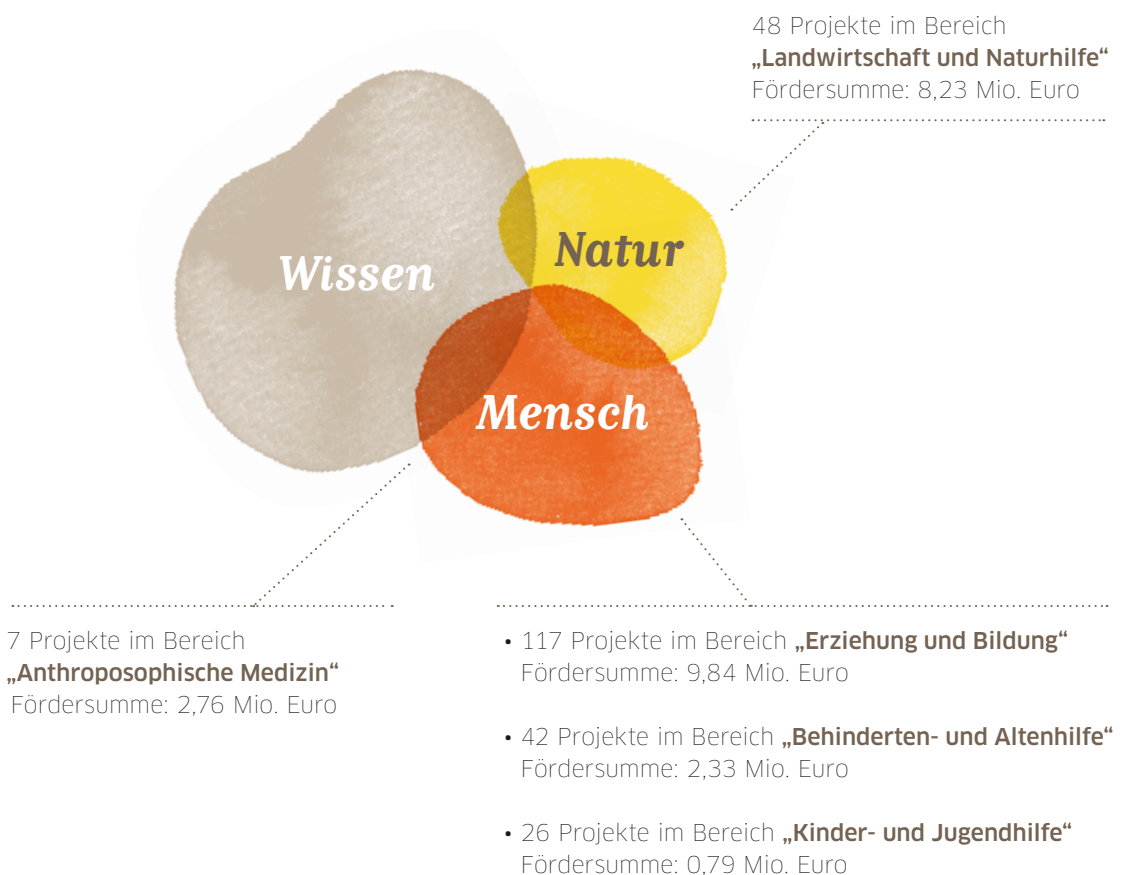 48 Projekte im Bereich
„Landwirtschaft und Naturhilfe“
Fördersumme: 8,23 Mio. Euro
Wissen
Natur
Mensch
7 Projekte im Bereich
„Anthroposophische Medizin“
Fördersumme: 2,76 Mio. Euro
• 117 Projekte im Bereich „Erziehung und Bildung“
Fördersumme: 9,84 Mio. Euro
• 42 Projekte im Bereich „Behinderten- und Altenhilfe“
Fördersumme: 2,33 Mio. Euro
• 26 Projekte im Bereich „Kinder- und Jugendhilfe“
Fördersumme: 0,79 Mio. Euro